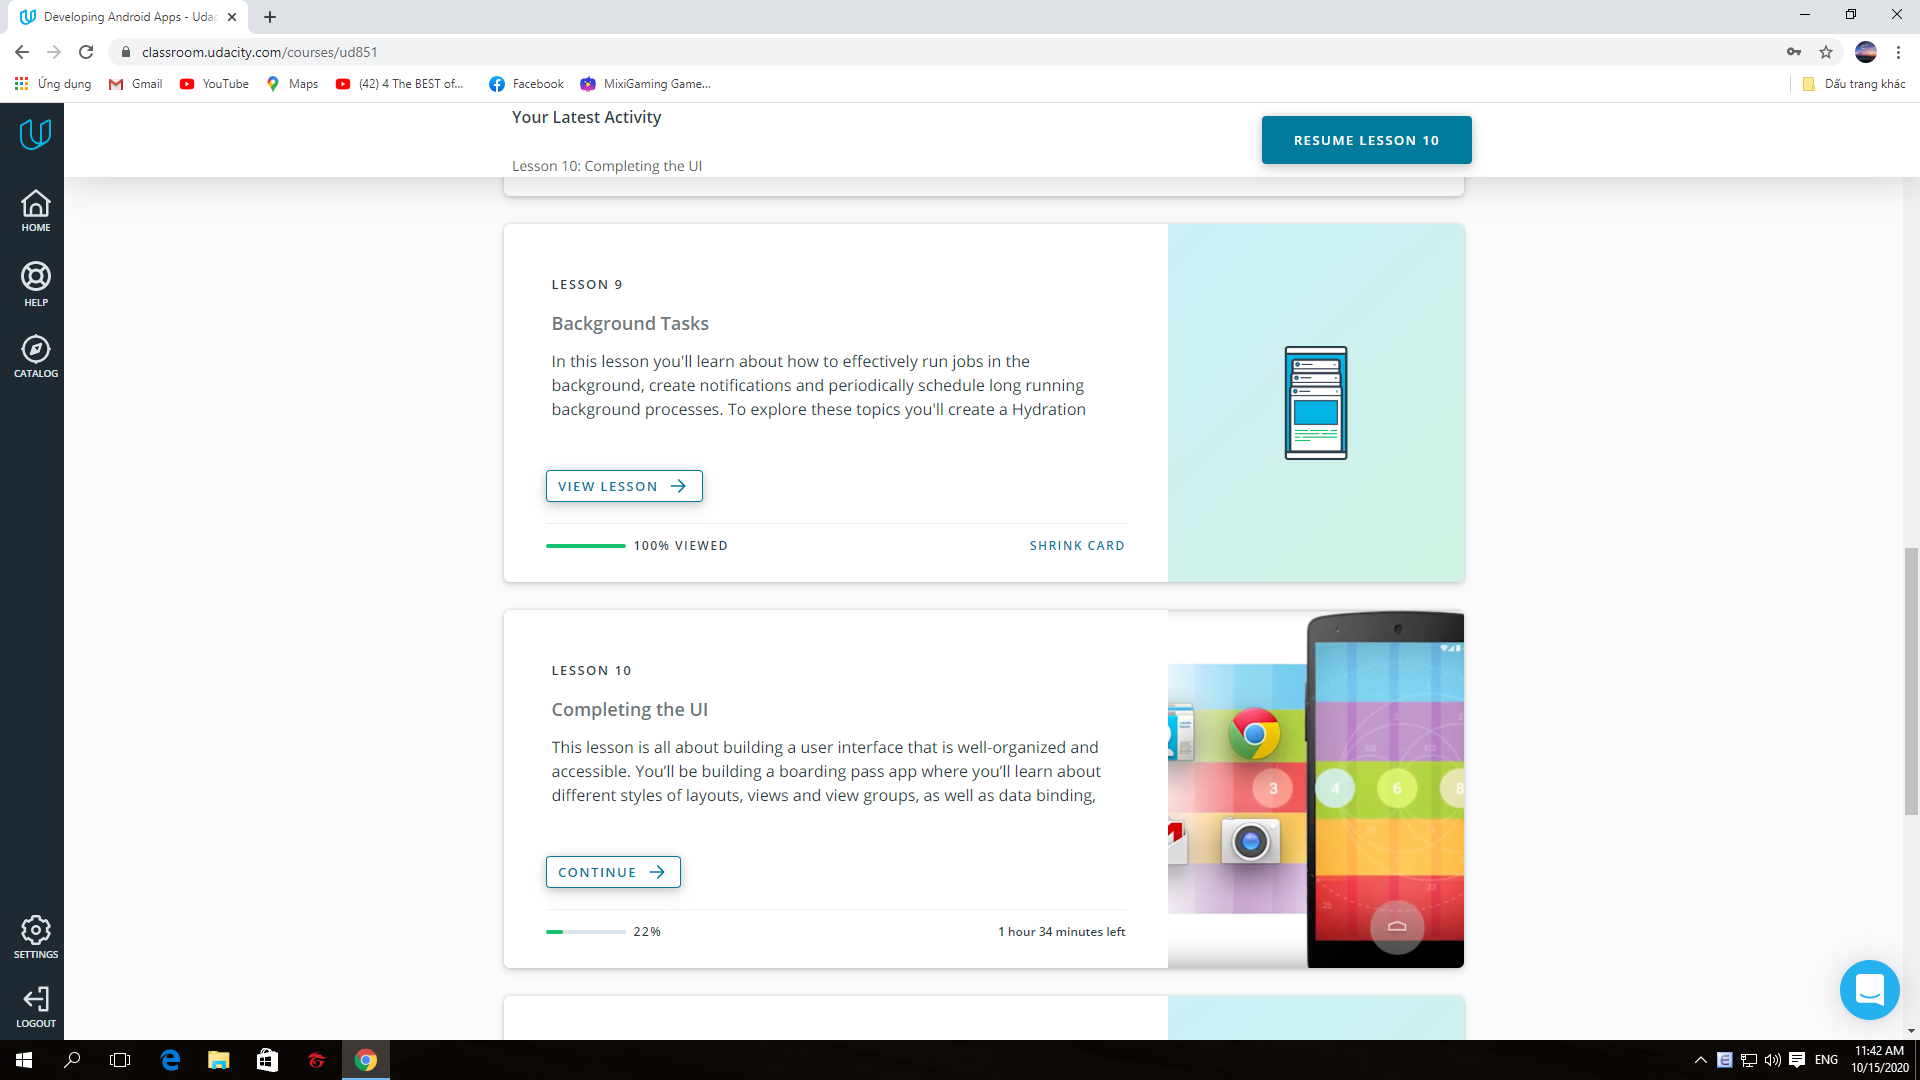 Developing Android Apps - Udac
classroom.udacity.com/courses/ud851
Ứng dụng
Gmail
YouTube
Maps
(42) 4 The BEST of...
Facebook
MixiGaming Game...
Dấu trang khác
Your Latest Activity
Lesson 10: Completing the UI
RESUME LESSON 10
HOME
HELP
CATALOG
SETTINGS
LOGOUT
LESSON 9
Background Tasks
In this lesson you'll learn about how to effectively run jobs in the
background, create notifications and periodically schedule long running
background processes. To explore these topics you'll create a Hydration
VIEW LESSON
100% VIEWED
SHRINK CARD
LESSON 10
Completing the UI
This lesson is all about building a user interface that is well-organized and
accessible. You’ll be building a boarding pass app where you’ll learn about
different styles of layouts, views and view groups, as well as data binding,
CONTINUE
22%
1 hour 34 minutes left
3
4
6
8
ENG
11:42 AM
10/15/2020